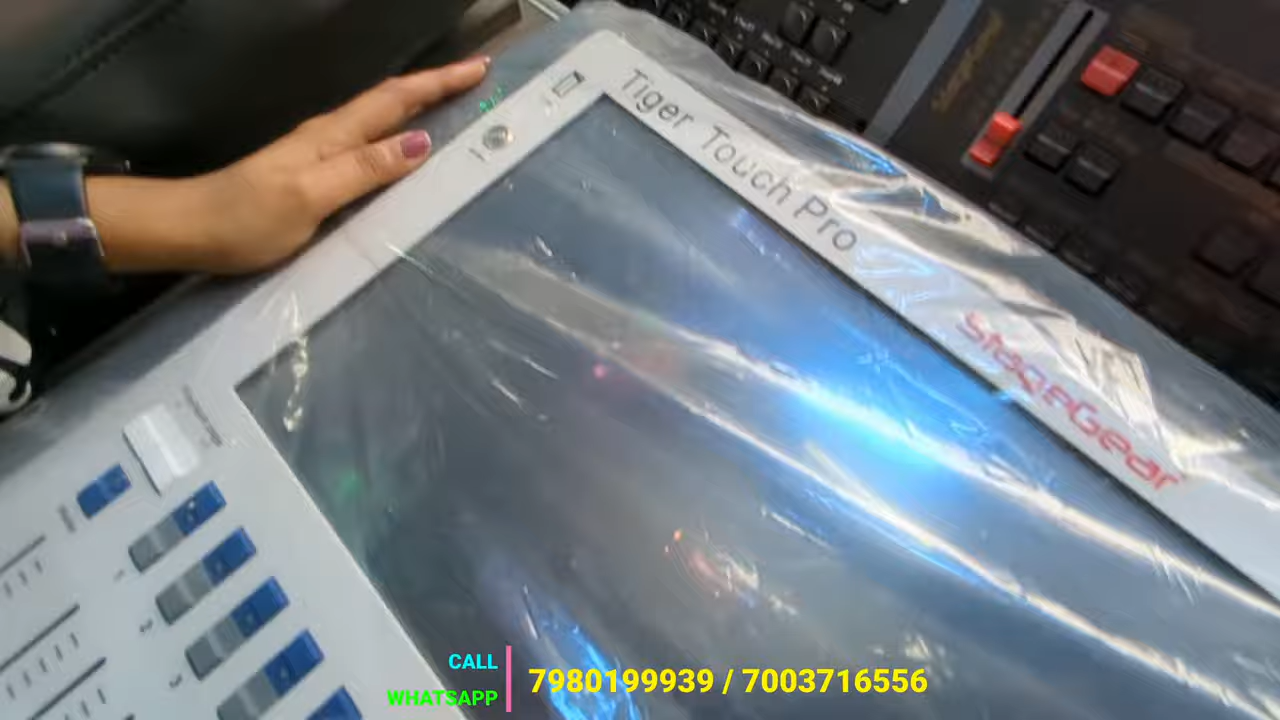 Tiger Touch Pro
StageGear
CALL
WHATSAPP
7980199939 / 7003716556